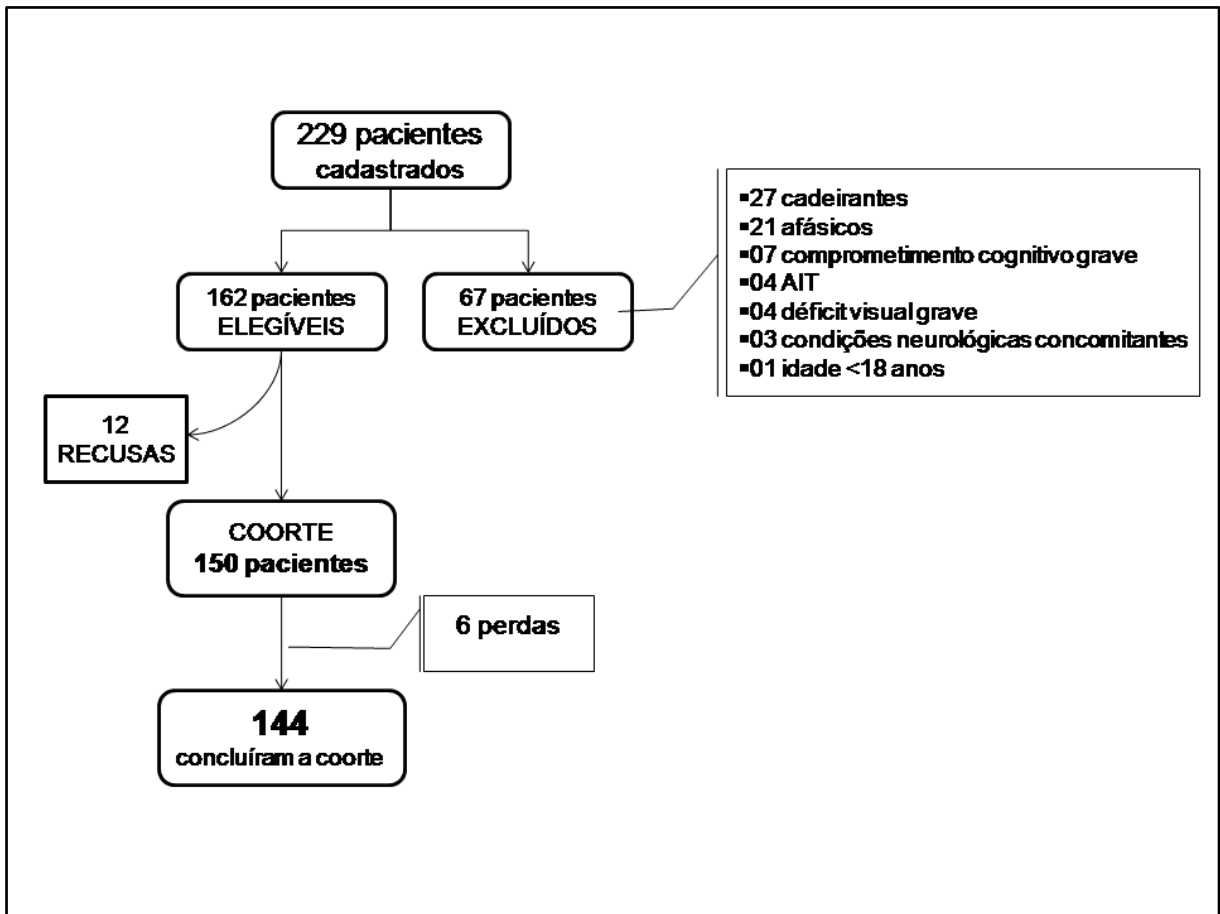 229 pacientes
cadastrados
162 pacientes
ELEGÍVEIS
67 pacientes
EXCLUÍDOS
▪27 cadeirantes
▪21 afásicos
▪07 comprometimento cognitivo grave
▪04 AIT
▪04 déficit visual grave
▪03 condições neurológicas concomitantes
▪01 idade <18 anos
12
RECUSAS
COORTE
150 pacientes
6 perdas
144
concluíram a coorte